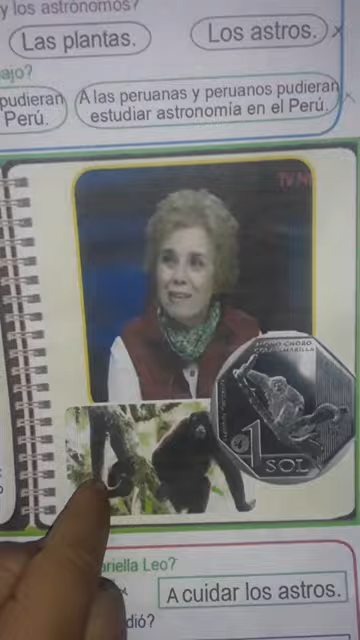 y los astrónomos?
Las plantas.
Los astros.
ajo?
pudieran
Perú.
A las peruanas y peruanos pudieran
estudiar astronomía en el Perú.
MONO CHORO
COLA AMARILLA
1
SOL
ariella Leo?
A cuidar los astros.
dió?